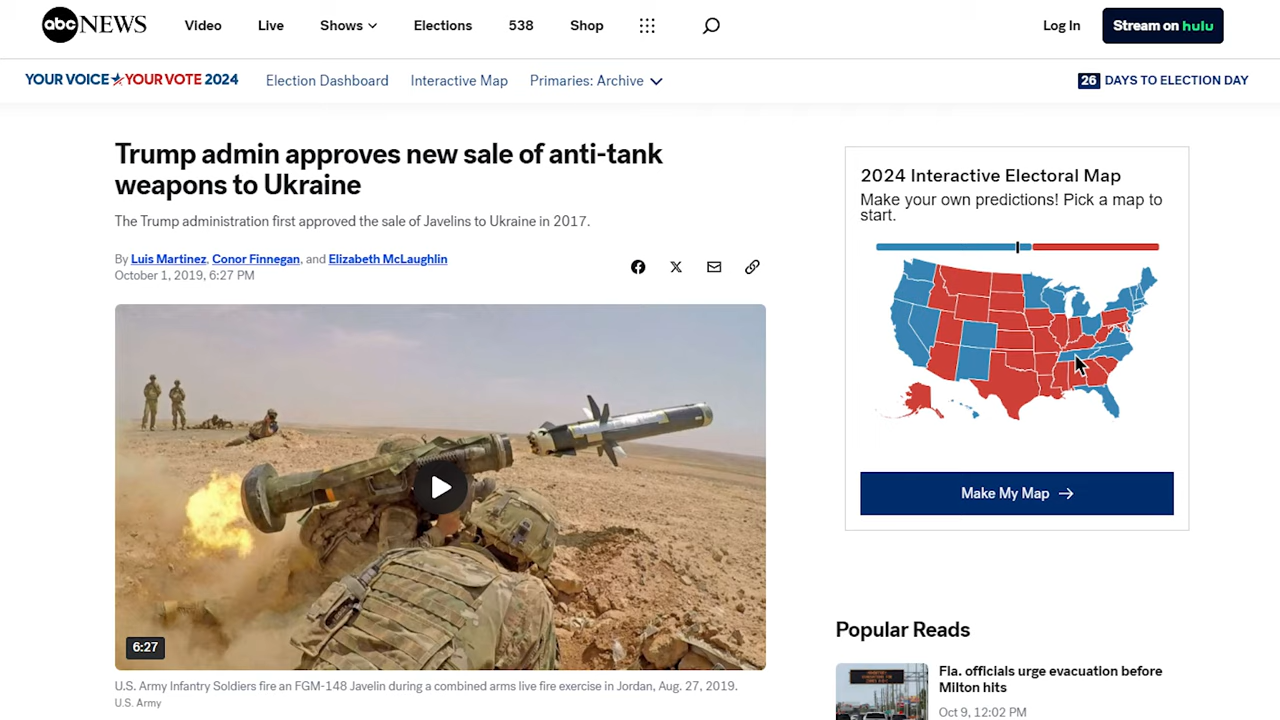 abc NEWS
Video
Live
Shows
Elections
538
Shop
Log In
Stream on hulu
YOUR VOICE YOUR VOTE 2024
Election Dashboard
Interactive Map
Primaries: Archive
26 DAYS TO ELECTION DAY
Trump admin approves new sale of anti-tank
weapons to Ukraine
The Trump administration first approved the sale of Javelins to Ukraine in 2017.
By Luis Martinez, Conor Finnegan, and Elizabeth McLaughlin
October 1, 2019, 6:27 PM
6:27
U.S. Army Infantry Soldiers fire an FGM-148 Javelin during a combined arms live fire exercise in Jordan, Aug. 27, 2019.
U.S. Army
2024 Interactive Electoral Map
Make your own predictions! Pick a map to
start.
Make My Map
Popular Reads
Fla. officials urge evacuation before
Milton hits
Oct 9, 12:02 PM